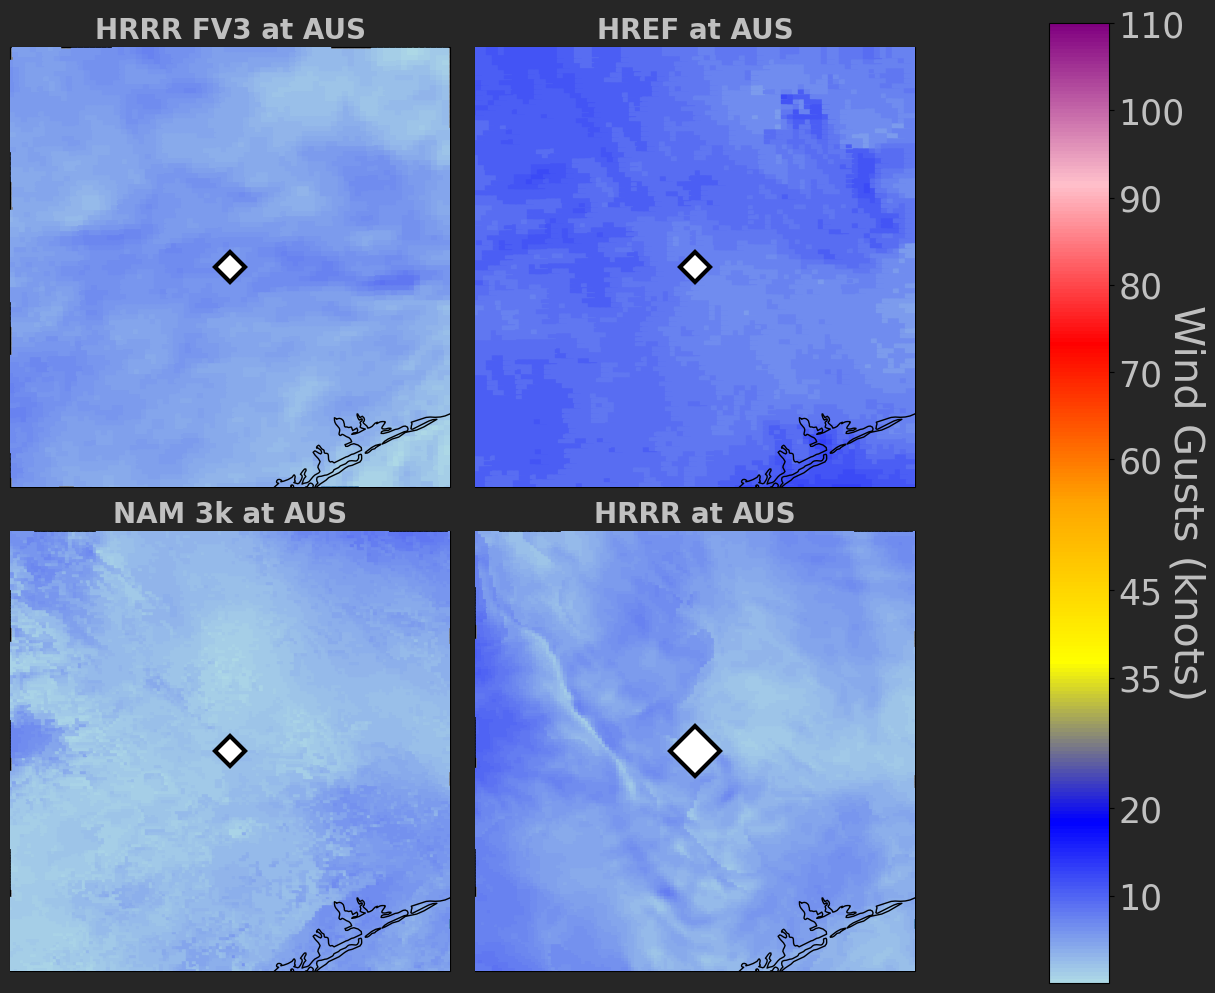 HRRR FV3 at AUS
HREF at AUS
NAM 3k at AUS
HRRR at AUS
110
100
90
80
70
60
45
35
20
10
Wind Gusts (knots)